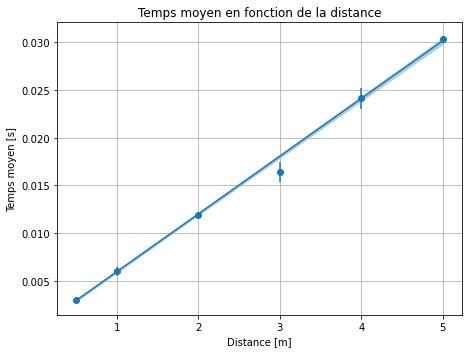 Temps moyen en fonction de la distance
Temps moyen [s]
0.030
0.025
0.020
0.015
0.010
0.005
1 2 3 4 5
Distance [m]